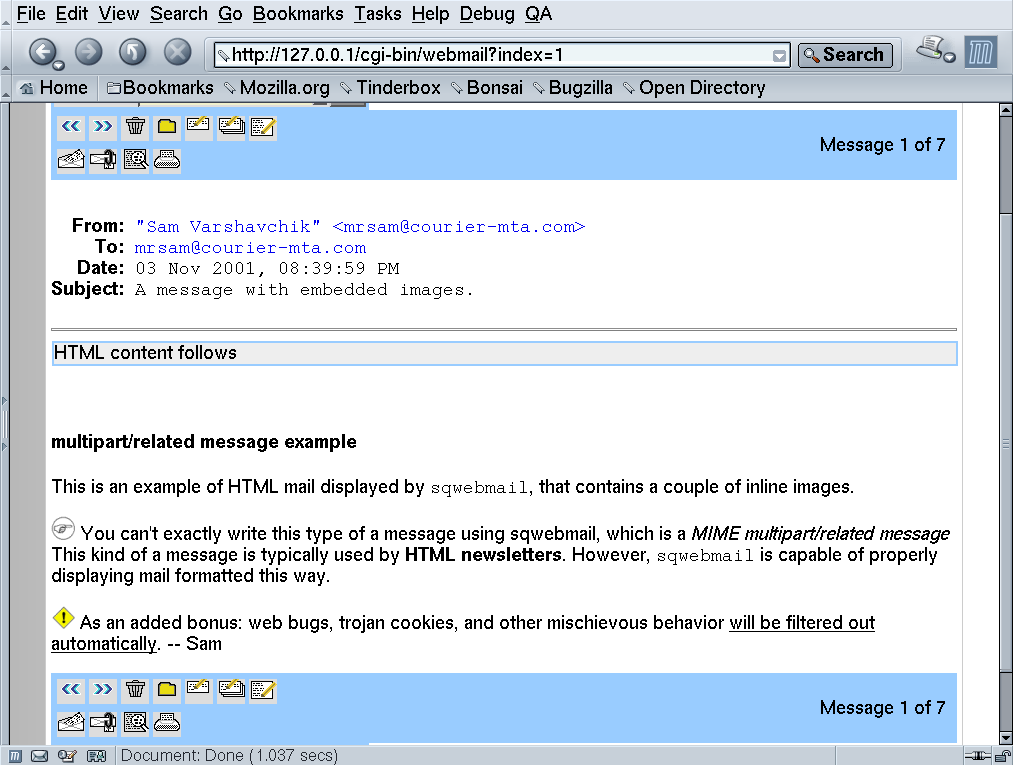 File Edit View Search Go Bookmarks Tasks Help Debug QA
http://127.0.0.1/cgi-bin/webmail?index=1 Search
Home Bookmarks Mozilla.org Tinderbox Bonsai Bugzilla Open Directory
Message 1 of 7
From: "Sam Varshavchik" <mrsam@courier-mta.com>
To: mrsam@courier-mta.com
Date: 03 Nov 2001, 08:39:59 PM
Subject: A message with embedded images.
HTML content follows
multipart/related message example
This is an example of HTML mail displayed by sqwebmail, that contains a couple of inline images.
You can't exactly write this type of a message using sqwebmail, which is a MIME multipart/related message
This kind of a message is typically used by HTML newsletters. However, sqwebmail is capable of properly
displaying mail formatted this way.
As an added bonus: web bugs, trojan cookies, and other mischievous behavior will be filtered out
automatically. -- Sam
Message 1 of 7
Document: Done (1.037 secs)